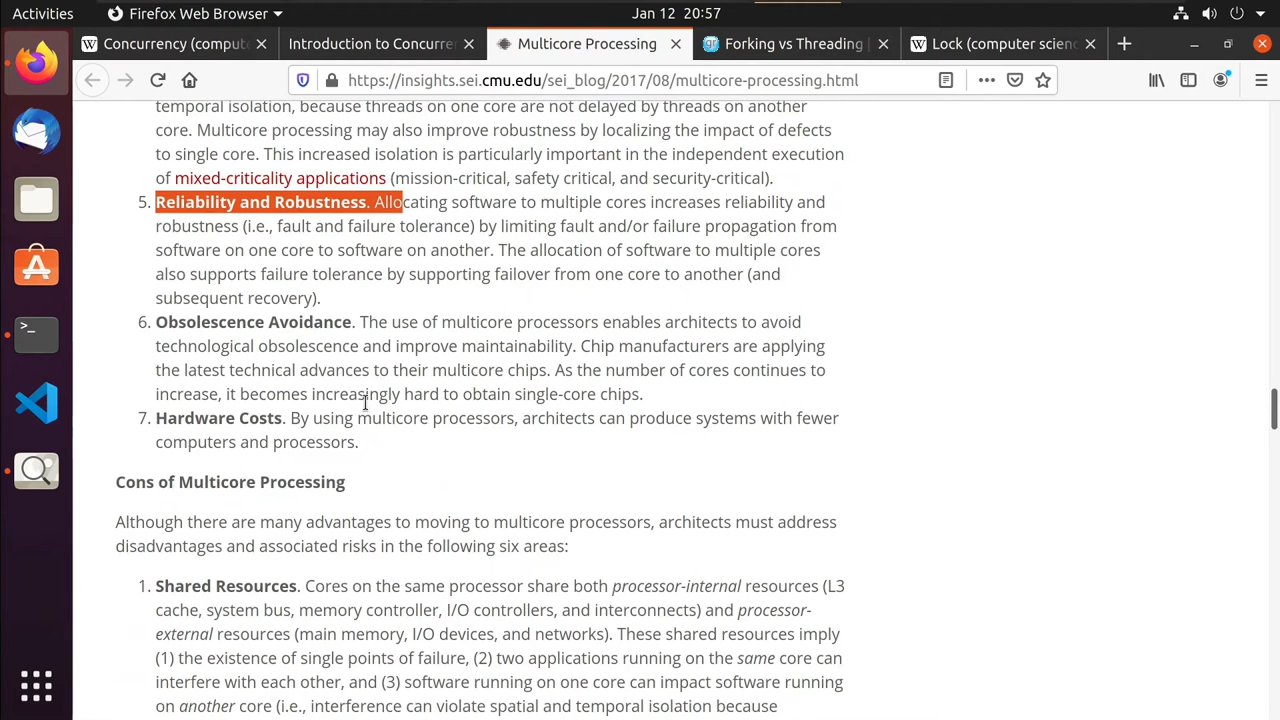 Activities
Firefox Web Browser
Jan 12 20:57
Concurrency (compute
Introduction to Concurre
Multicore Processing
Forking vs Threading |
Lock (computer scienc
https://insights.sei.cmu.edu/sei_blog/2017/08/multicore-processing.html
temporal isolation, because threads on one core are not delayed by threads on another
core. Multicore processing may also improve robustness by localizing the impact of defects
to single core. This increased isolation is particularly important in the independent execution
of mixed-criticality applications (mission-critical, safety critical, and security-critical).
5. Reliability and Robustness. Allocating software to multiple cores increases reliability and
robustness (i.e., fault and failure tolerance) by limiting fault and/or failure propagation from
software on one core to software on another. The allocation of software to multiple cores
also supports failure tolerance by supporting failover from one core to another (and
subsequent recovery).
6. Obsolescence Avoidance. The use of multicore processors enables architects to avoid
technological obsolescence and improve maintainability. Chip manufacturers are applying
the latest technical advances to their multicore chips. As the number of cores continues to
increase, it becomes increasingly hard to obtain single-core chips.
7. Hardware Costs. By using multicore processors, architects can produce systems with fewer
computers and processors.
Cons of Multicore Processing
Although there are many advantages to moving to multicore processors, architects must address
disadvantages and associated risks in the following six areas:
1. Shared Resources. Cores on the same processor share both processor-internal resources (L3
cache, system bus, memory controller, I/O controllers, and interconnects) and processor-
external resources (main memory, I/O devices, and networks). These shared resources imply
(1) the existence of single points of failure, (2) two applications running on the same core can
interfere with each other, and (3) software running on one core can impact software running
on another core (i.e., interference can violate spatial and temporal isolation because